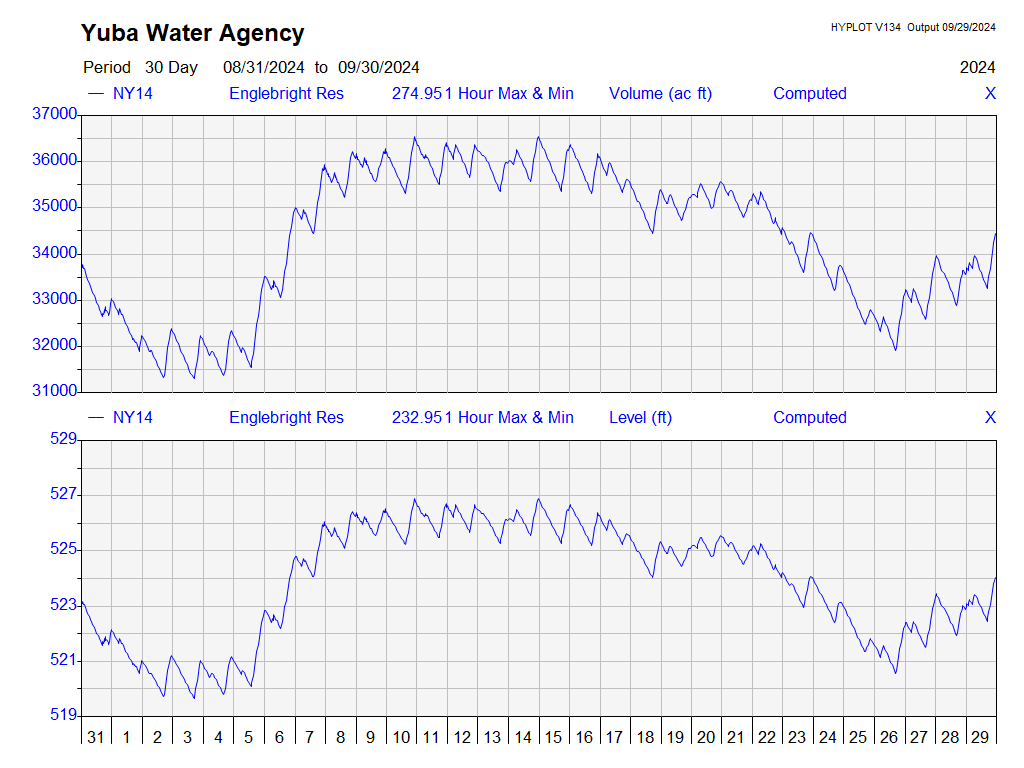 Yuba Water Agency
HYPLOT V134 Output 09/29/2024
Period 30 Day 08/31/2024 to 09/30/2024 2024
NY14 Englebright Res 274.951 Hour Max & Min Volume (ac ft) Computed X
37000
36000
35000
34000
33000
32000
31000
NY14 Englebright Res 232.951 Hour Max & Min Level (ft) Computed X
529
527
525
523
521
519
31 1 2 3 4 5 6 7 8 9 10 11 12 13 14 15 16 17 18 19 20 21 22 23 24 25 26 27 28 29